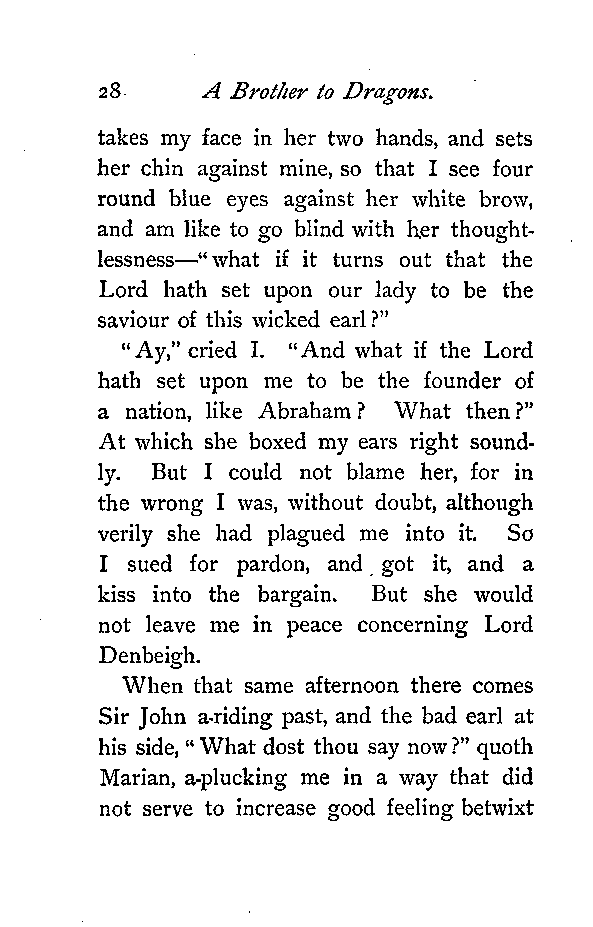 28 A Brother to Dragons.
takes my face in her two hands, and sets
her chin against mine, so that I see four
round blue eyes against her white brow,
and am like to go blind with her thought-
lessness—“what if it turns out that the
Lord hath set upon our lady to be the
saviour of this wicked earl?”
“Ay,” cried I. “And what if the Lord
hath set upon me to be the founder of
a nation, like Abraham? What then?”
At which she boxed my ears right sound-
ly. But I could not blame her, for in
the wrong I was, without doubt, although
verily she had plagued me into it. So
I sued for pardon, and got it, and a
kiss into the bargain. But she would
not leave me in peace concerning Lord
Denbeigh.
When that same afternoon there comes
Sir John a-riding past, and the bad earl at
his side, “What dost thou say now?” quoth
Marian, a-plucking me in a way that did
not serve to increase good feeling betwixt